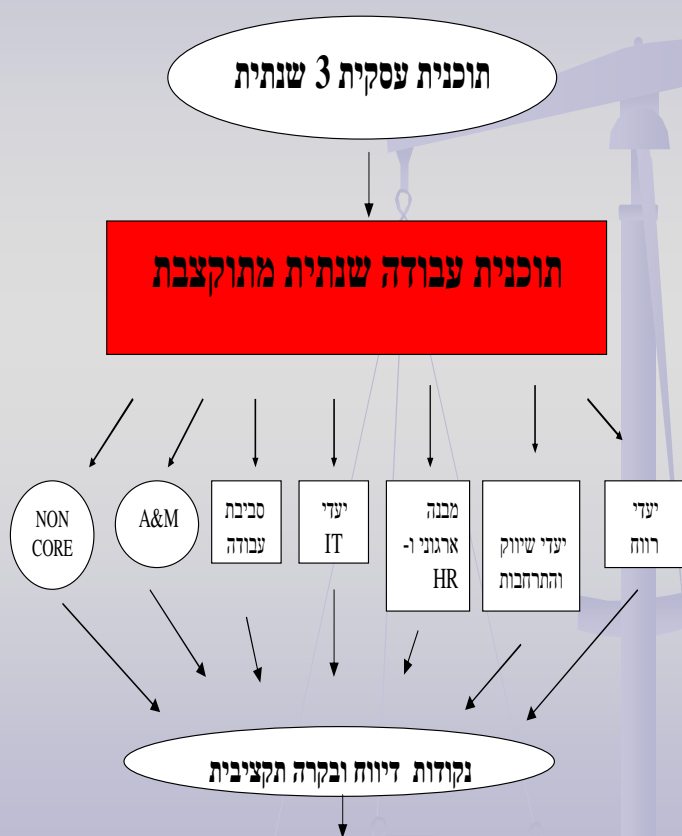 תוכנית עסקית 3 שנתית
תוכנית עבודה שנתית מתוקצבת
יעדי
רווח
יעדי שיווק
והתרחבות
מבנה
ארגוני ו-
HR
יעדי
IT
סביבת
עבודה
A&M
NON
CORE
נקודות דיווח ובקרה תקציבית